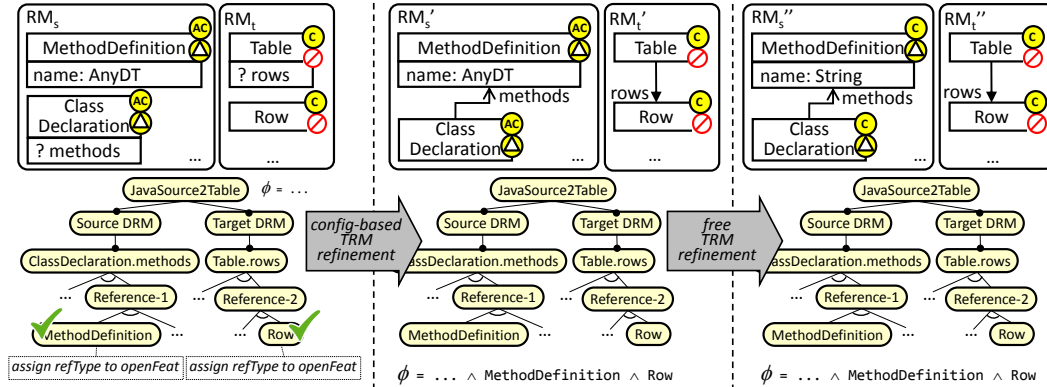 RMs
AC
MethodDefinition
name: AnyDT
AC
Class
Declaration
? methods
...
RMt
C
Table
? rows
C
Row
...
JavaSource2Table
ϕ = ...
Source DRM
Target DRM
ClassDeclaration.methods
Table.rows
...
Reference-1
Reference-2
...
MethodDefinition
...
...
Row
...
assign refType to openFeat
assign refType to openFeat
config-based
TRM
refinement
RMs'
AC
MethodDefinition
name: AnyDT
methods
AC
Class
Declaration
...
RMt'
C
Table
rows
C
Row
...
JavaSource2Table
Source DRM
Target DRM
ClassDeclaration.methods
Table.rows
...
Reference-1
Reference-2
...
MethodDefinition
...
...
Row
...
ϕ = ... ∧ MethodDefinition ∧ Row
free
TRM
refinement
RMs''
C
MethodDefinition
name: String
methods
C
Class
Declaration
...
RMt''
C
Table
rows
C
Row
...
JavaSource2Table
Source DRM
Target DRM
ClassDeclaration.methods
Table.rows
...
Reference-1
Reference-2
...
MethodDefinition
...
...
Row
...
ϕ = ... ∧ MethodDefinition ∧ Row